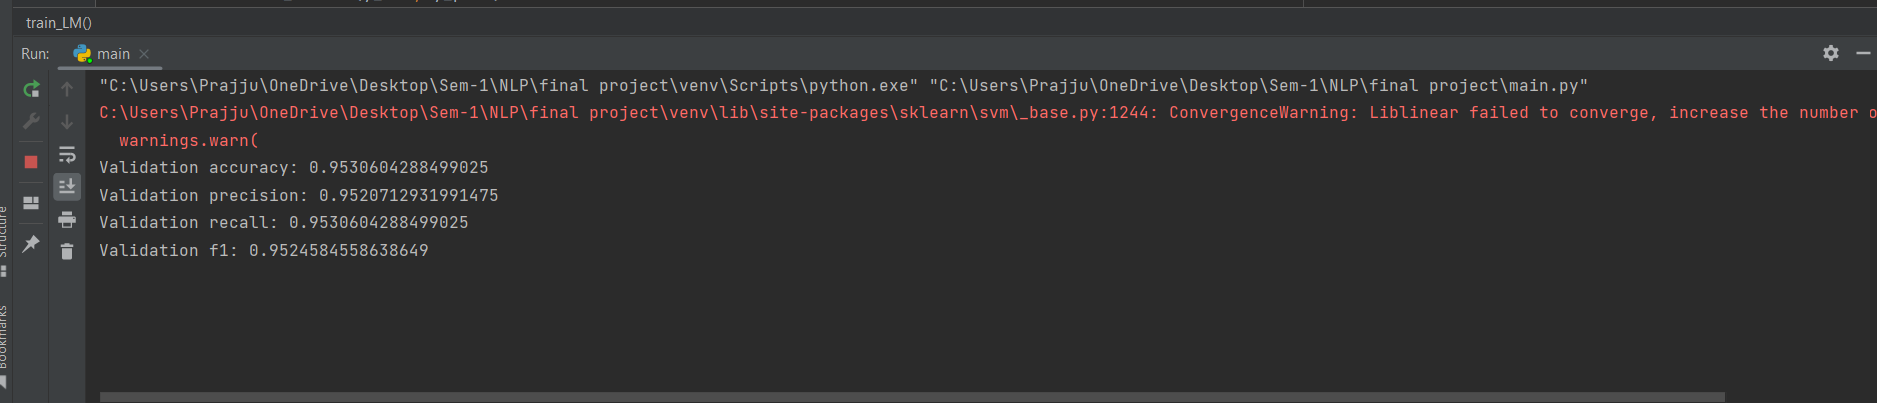 train_LM()
Run: main
"C:\Users\Prajju\OneDrive\Desktop\Sem-1\NLP\final project\venv\Scripts\python.exe" "C:\Users\Prajju\OneDrive\Desktop\Sem-1\NLP\final project\main.py"
C:\Users\Prajju\OneDrive\Desktop\Sem-1\NLP\final project\venv\lib\site-packages\sklearn\svm\_base.py:1244: ConvergenceWarning: Liblinear failed to converge, increase the number o
warnings.warn(
Validation accuracy: 0.9530604288499025
Validation precision: 0.9520712931991475
Validation recall: 0.9530604288499025
Validation f1: 0.9524584558638649
Structure
Bookmarks